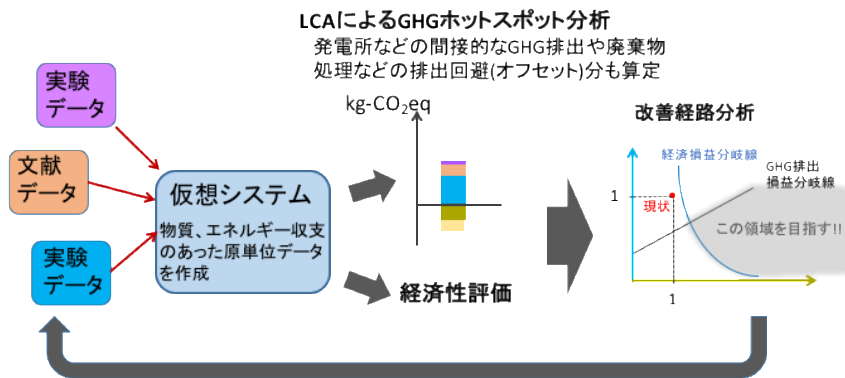 LCAによるGHGホットスポット分析
発電所などの間接的なGHG排出や廃棄物
処理などの排出回避(オフセット)分も算定
実験
データ
文献
データ
実験
データ
仮想システム
物質、エネルギー収支
のあった原単位データ
を作成
kg-CO₂eq
経済性評価
改善経路分析
経済損益分岐線
GHG排出
損益分岐線
1
現状
この領域を目指す!!
1